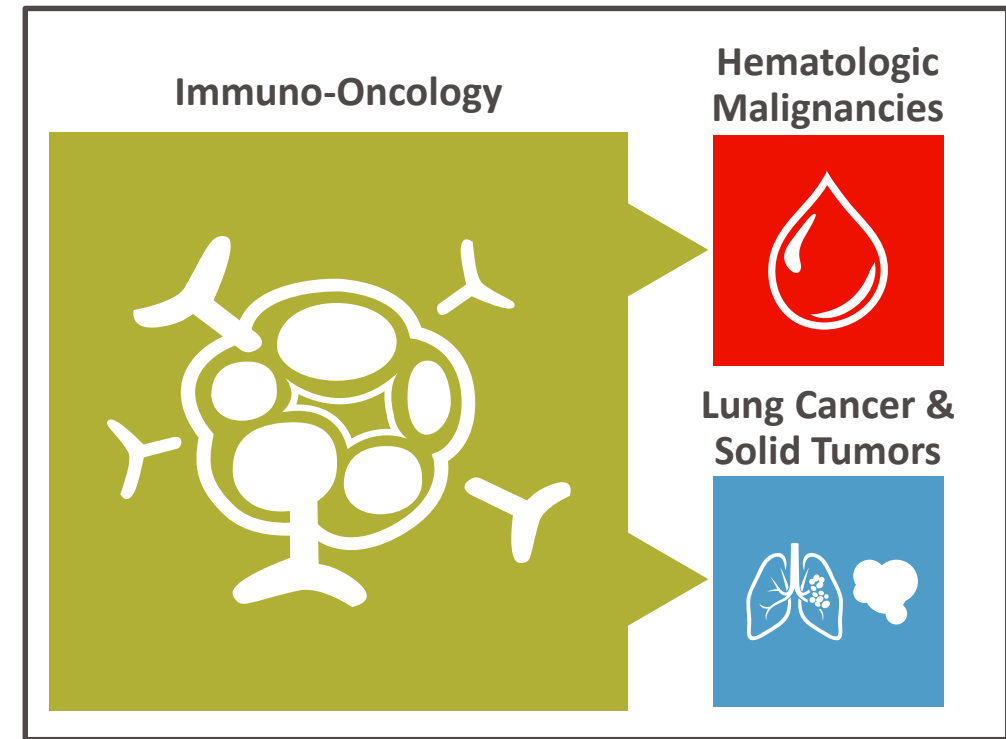 Immuno-Oncology
Hematologic
Malignancies
Lung Cancer &
Solid Tumors